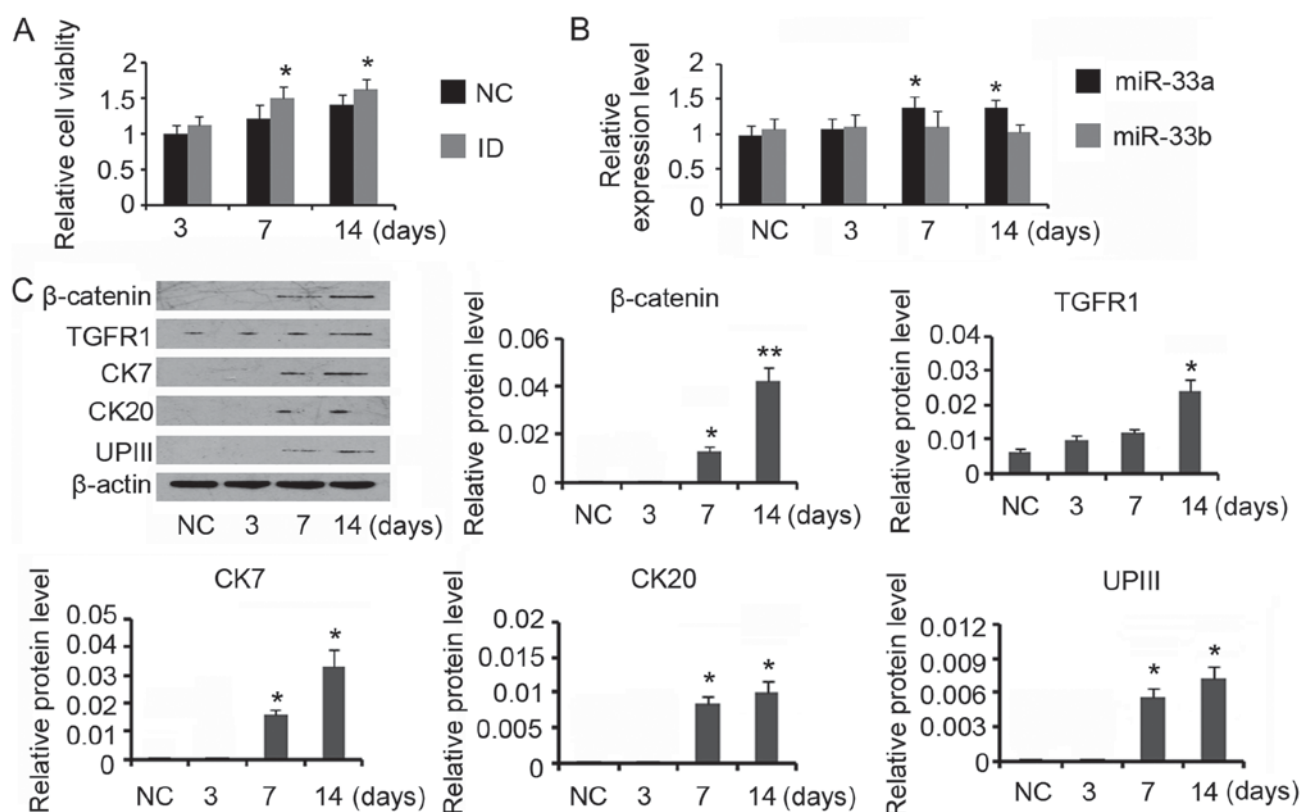 A
Relative cell viablity
2
1.5
1
0.5
0
*
*
3 7 14 (days)
NC
ID
B
Relative
expression level
2
1.5
1
0.5
0
*
*
NC 3 7 14 (days)
miR-33a
miR-33b
C
β-catenin
TGFR1
CK7
CK20
UPIII
β-actin
NC 3 7 14 (days)
β-catenin
Relative protein level
0.06
0.04
0.02
0
*
**
NC 3 7 14 (days)
TGFR1
Relative protein level
0.04
0.03
0.02
0.01
0
*
NC 3 7 14 (days)
CK7
Relative protein level
0.05
0.04
0.03
0.02
0.01
0
*
*
NC 3 7 14 (days)
CK20
Relative protein level
0.02
0.015
0.01
0.005
0
*
*
NC 3 7 14 (days)
UPIII
Relative protein level
0.012
0.009
0.006
0.003
0
*
*
NC 3 7 14 (days)